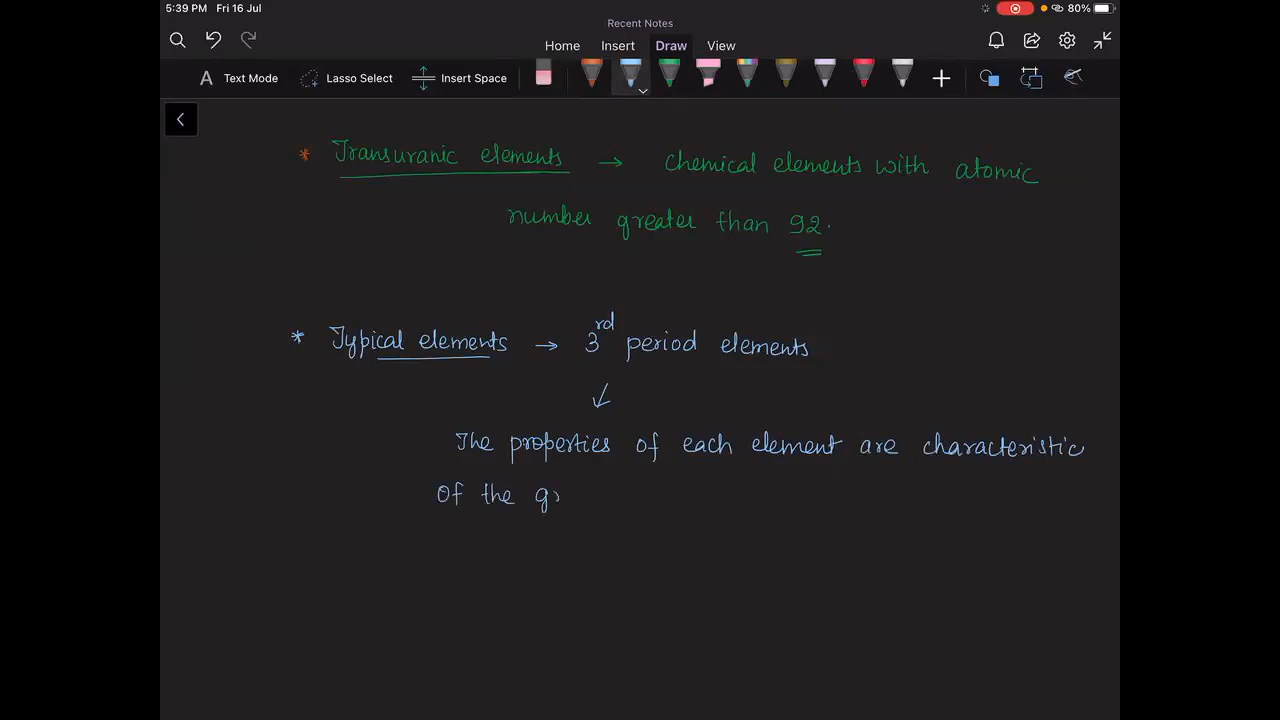 5:39 PM Fri 16 Jul
80%
Recent Notes
Home Insert Draw View
Text Mode Lasso Select Insert Space
* Transuranic elements → Chemical elements with atomic
number greater than 92.
* Typical elements → 3rd period elements
The properties of each element are characteristic
Of the